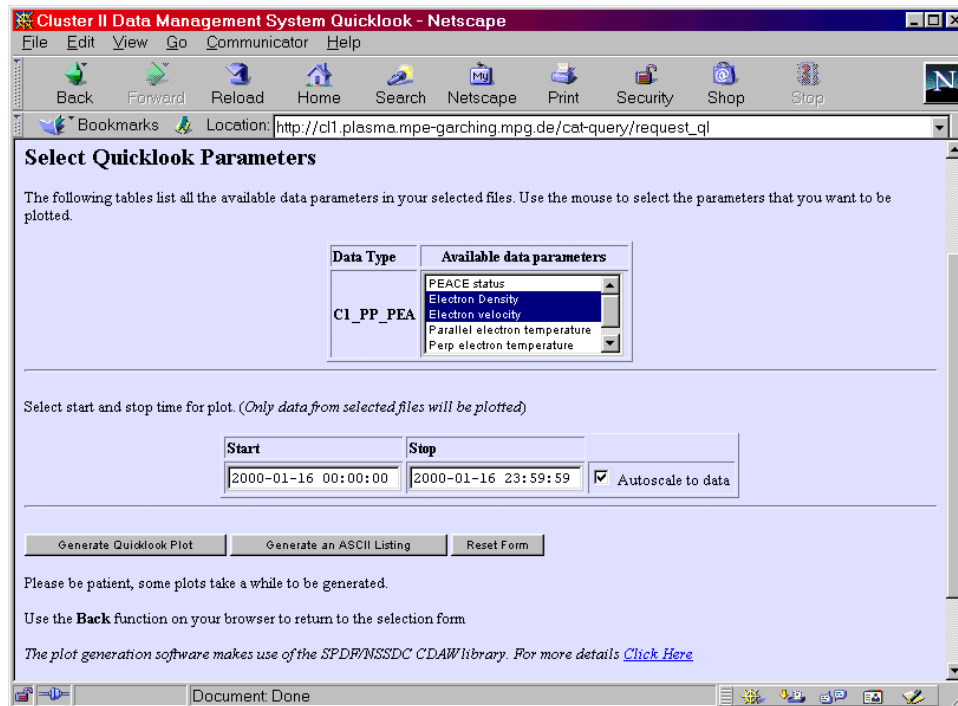 Cluster II Data Management System Quicklook - Netscape
File Edit View Go Communicator Help
Back Forward Reload Home Search Netscape Print Security Shop Stop
My
N
Bookmarks Location: http://cl1.plasma.mpe-garching.mpg.de/cat-query/request_ql
Select Quicklook Parameters
The following tables list all the available data parameters in your selected files. Use the mouse to select the parameters that you want to be
plotted.
Data Type Available data parameters
C1_PP_PEA
PEACE status
Electron Density
Electron velocity
Parallel electron temperature
Perp electron temperature
Select start and stop time for plot. (Only data from selected files will be plotted)
Start Stop
2000-01-16 00:00:00 2000-01-16 23:59:59 Autoscale to data
Generate Quicklook Plot Generate an ASCII Listing Reset Form
Please be patient, some plots take a while to be generated.
Use the Back function on your browser to return to the selection form
The plot generation software makes use of the SPDF/NSSDC CDAW library. For more details Click Here
Document: Done